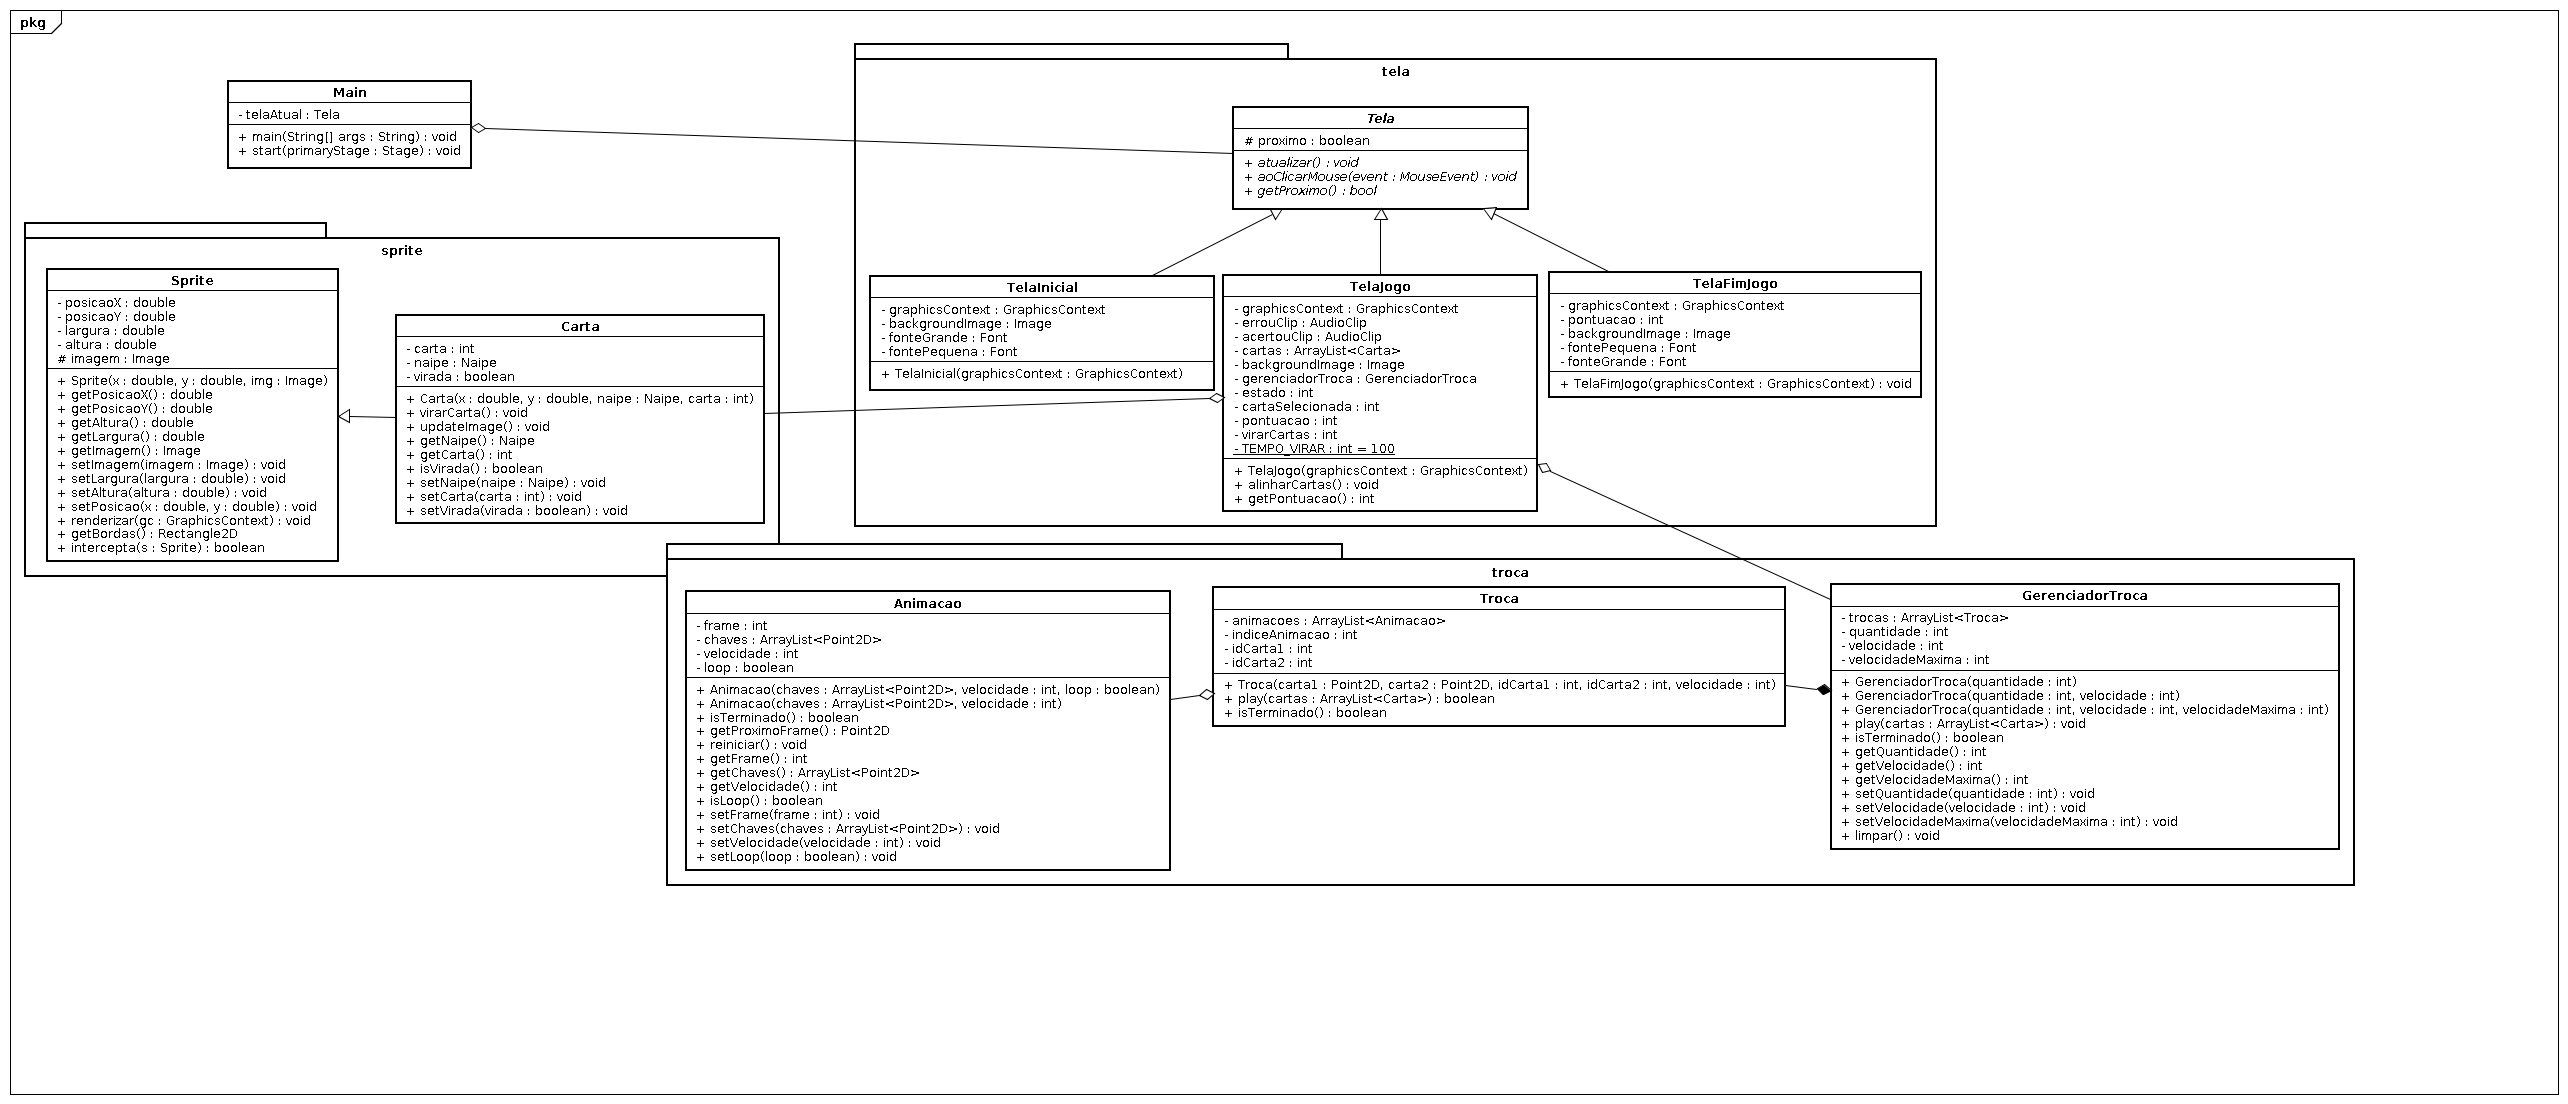 pkg
Main
- telaAtual : Tela
+ main(String[] args : String) : void
+ start(primaryStage : Stage) : void
tela
Tela
# proximo : boolean
+ atualizar() : void
+ aoClicarMouse(event : MouseEvent) : void
+ getProximo() : bool
TelaInicial
- graphicsContext : GraphicsContext
- backgroundImage : Image
- fonteGrande : Font
- fontePequena : Font
+ TelaInicial(graphicsContext : GraphicsContext)
TelaJogo
- graphicsContext : GraphicsContext
- errouClip : AudioClip
- acertouClip : AudioClip
- cartas : ArrayList<Carta>
- backgroundImage : Image
- gerenciadorTroca : GerenciadorTroca
- estado : int
- cartaSelecionada : int
- pontuacao : int
- virarCartas : int
- TEMPO_VIRAR : int = 100
+ TelaJogo(graphicsContext : GraphicsContext)
+ alinharCartas() : void
+ getPontuacao() : int
TelaFimJogo
- graphicsContext : GraphicsContext
- pontuacao : int
- backgroundImage : Image
- fontePequena : Font
- fonteGrande : Font
+ TelaFimJogo(graphicsContext : GraphicsContext) : void
sprite
Sprite
- posicaoX : double
- posicaoY : double
- largura : double
- altura : double
# imagem : Image
+ Sprite(x : double, y : double, img : Image)
+ getPosicaoX() : double
+ getPosicaoY() : double
+ getAltura() : double
+ getLargura() : double
+ getImagem() : Image
+ setImagem(imagem : Image) : void
+ setLargura(largura : double) : void
+ setAltura(altura : double) : void
+ setPosicao(x : double, y : double) : void
+ renderizar(gc : GraphicsContext) : void
+ getBordas() : Rectangle2D
+ intercepta(s : Sprite) : boolean
Carta
- carta : int
- naipe : Naipe
- virada : boolean
+ Carta(x : double, y : double, naipe : Naipe, carta : int)
+ virarCarta() : void
+ updateImage() : void
+ getNaipe() : Naipe
+ getCarta() : int
+ isVirada() : boolean
+ setNaipe(naipe : Naipe) : void
+ setCarta(carta : int) : void
+ setVirada(virada : boolean) : void
troca
Animacao
- frame : int
- chaves : ArrayList<Point2D>
- velocidade : int
- loop : boolean
+ Animacao(chaves : ArrayList<Point2D>, velocidade : int, loop : boolean)
+ Animacao(chaves : ArrayList<Point2D>, velocidade : int)
+ isTerminado() : boolean
+ getProximoFrame() : Point2D
+ reiniciar() : void
+ getFrame() : int
+ getChaves() : ArrayList<Point2D>
+ getVelocidade() : int
+ isLoop() : boolean
+ setFrame(frame : int) : void
+ setChaves(chaves : ArrayList<Point2D>) : void
+ setVelocidade(velocidade : int) : void
+ setLoop(loop : boolean) : void
Troca
- animacoes : ArrayList<Animacao>
- indiceAnimacao : int
- idCarta1 : int
- idCarta2 : int
+ Troca(carta1 : Point2D, carta2 : Point2D, idCarta1 : int, idCarta2 : int, velocidade : int)
+ play(cartas : ArrayList<Carta>) : boolean
+ isTerminado() : boolean
GerenciadorTroca
- trocas : ArrayList<Troca>
- quantidade : int
- velocidade : int
- velocidadeMaxima : int
+ GerenciadorTroca(quantidade : int)
+ GerenciadorTroca(quantidade : int, velocidade : int)
+ GerenciadorTroca(quantidade : int, velocidade : int, velocidadeMaxima : int)
+ play(cartas : ArrayList<Carta>) : void
+ isTerminado() : boolean
+ getQuantidade() : int
+ getVelocidade() : int
+ getVelocidadeMaxima() : int
+ setQuantidade(quantidade : int) : void
+ setVelocidade(velocidade : int) : void
+ setVelocidadeMaxima(velocidadeMaxima : int) : void
+ limpar() : void